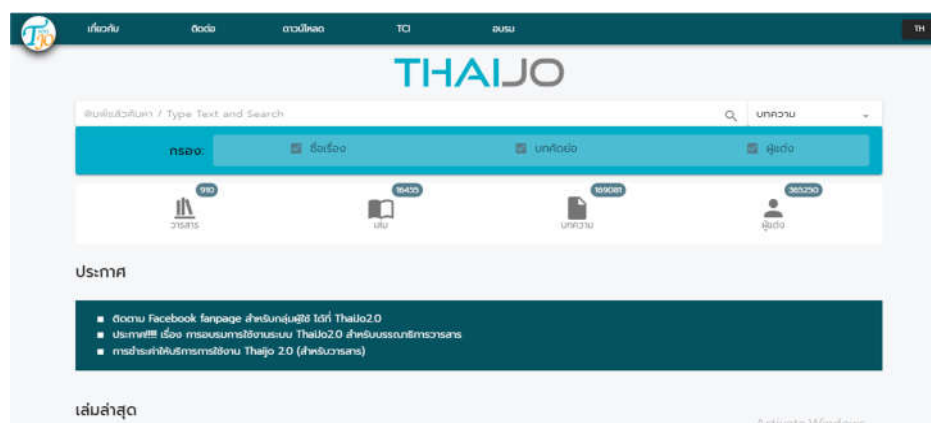 เกี่ยวกับ ติดต่อ ดาวน์โหลด TCI อบรม TH
THAIJO
พิมพ์แล้วค้นหา / Type Text and Search บทความ
กรอง: ชื่อเรื่อง บทคัดย่อ ผู้แต่ง
910 16455 169081 365290
วารสาร เล่ม บทความ ผู้แต่ง
ประกาศ
ติดตาม Facebook fanpage สำหรับกลุ่มผู้ใช้ ได้ที่ ThaiJo2.0
ประกาศ!!!! เรื่อง การอบรมการใช้งานระบบ ThaiJo2.0 สำหรับบรรณาธิการวารสาร
การชำระค่าให้บริการการใช้งาน Thaijo 2.0 (สำหรับวารสาร)
เล่มล่าสุด
Activate Windows